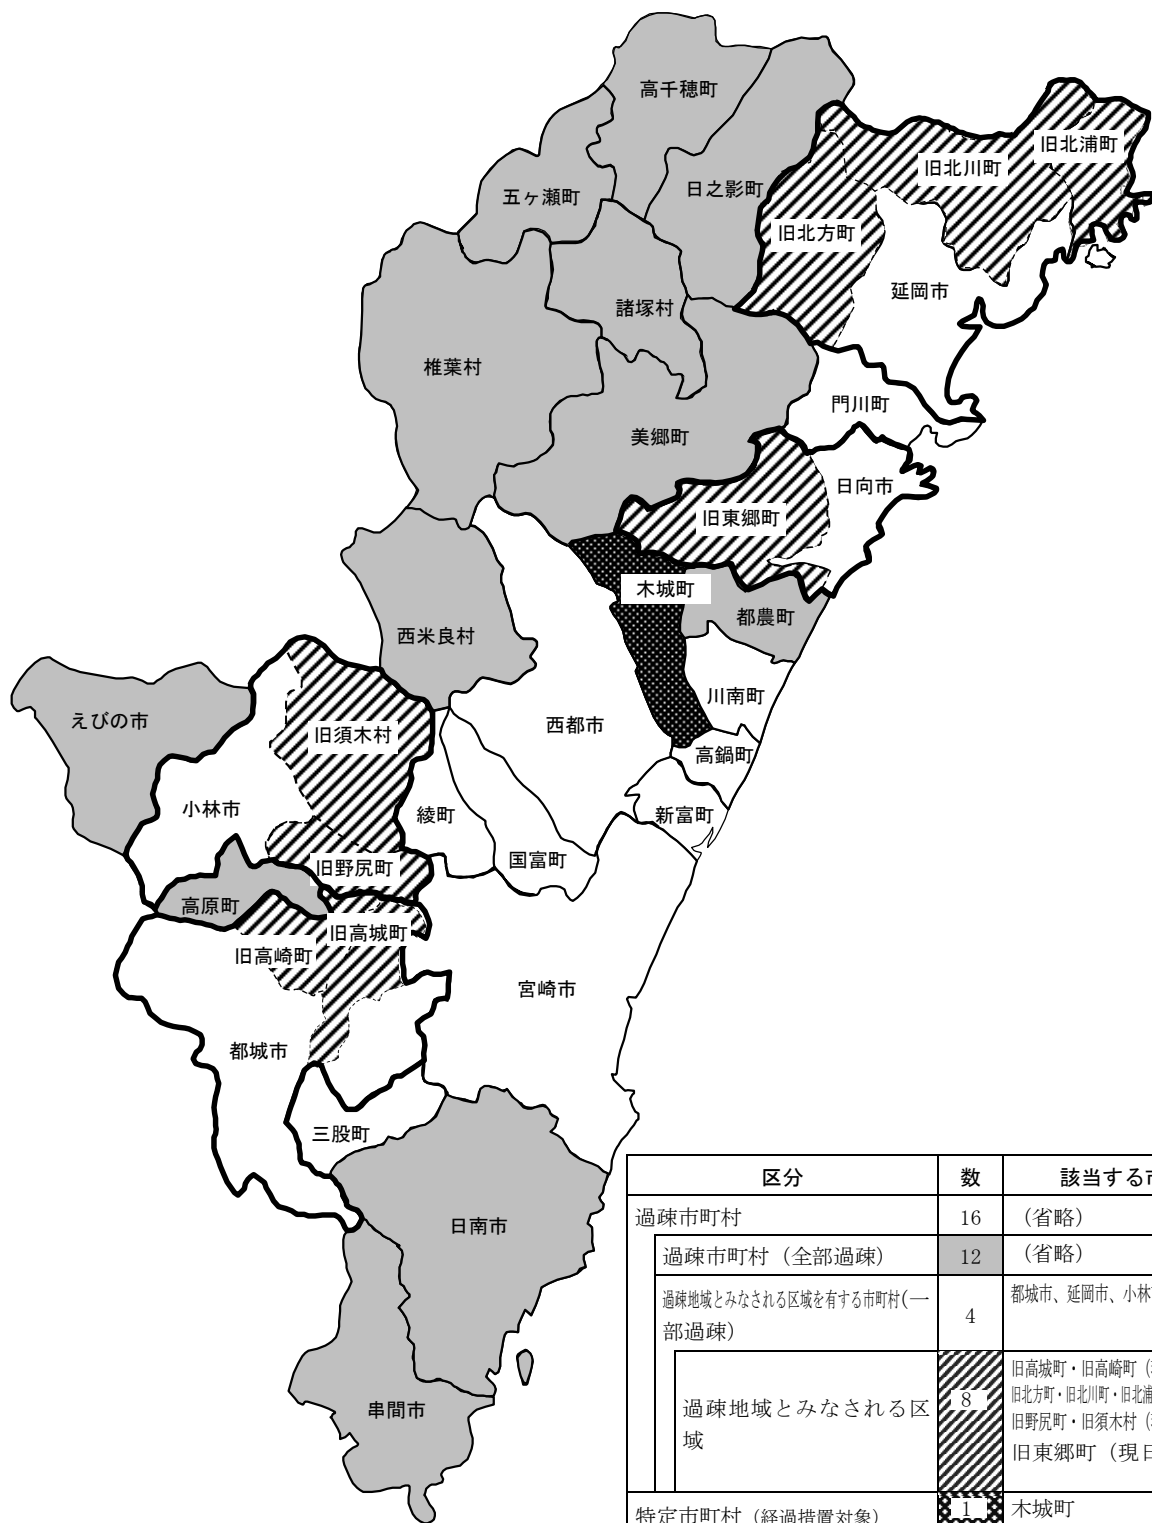 高千穂町
旧北浦町
旧北川町
五ヶ瀬町
日之影町
旧北方町
延岡市
諸塚村
椎葉村
門川町
美郷町
日向市
旧東郷町
木城町
都農町
西米良村
川南町
えびの市
西都市
旧須木村
高鍋町
小林市
綾町
新富町
国富町
旧野尻町
高原町
旧高城町
旧高崎町
宮崎市
都城市
三股町
日南市
串間市
区分 数 該当する市
過疎市町村 16 (省略)
過疎市町村(全部過疎) 12 (省略)
過疎地域とみなされる区域を有する市町村(一
部過疎) 4 都城市、延岡市、小林
過疎地域とみなされる区
域 8
旧高城町・旧高崎町(
旧北方町・旧北川町・旧北浦
旧野尻町・旧須木村(
旧東郷町(現日
特定市町村(経過措置対象) 1 木城町